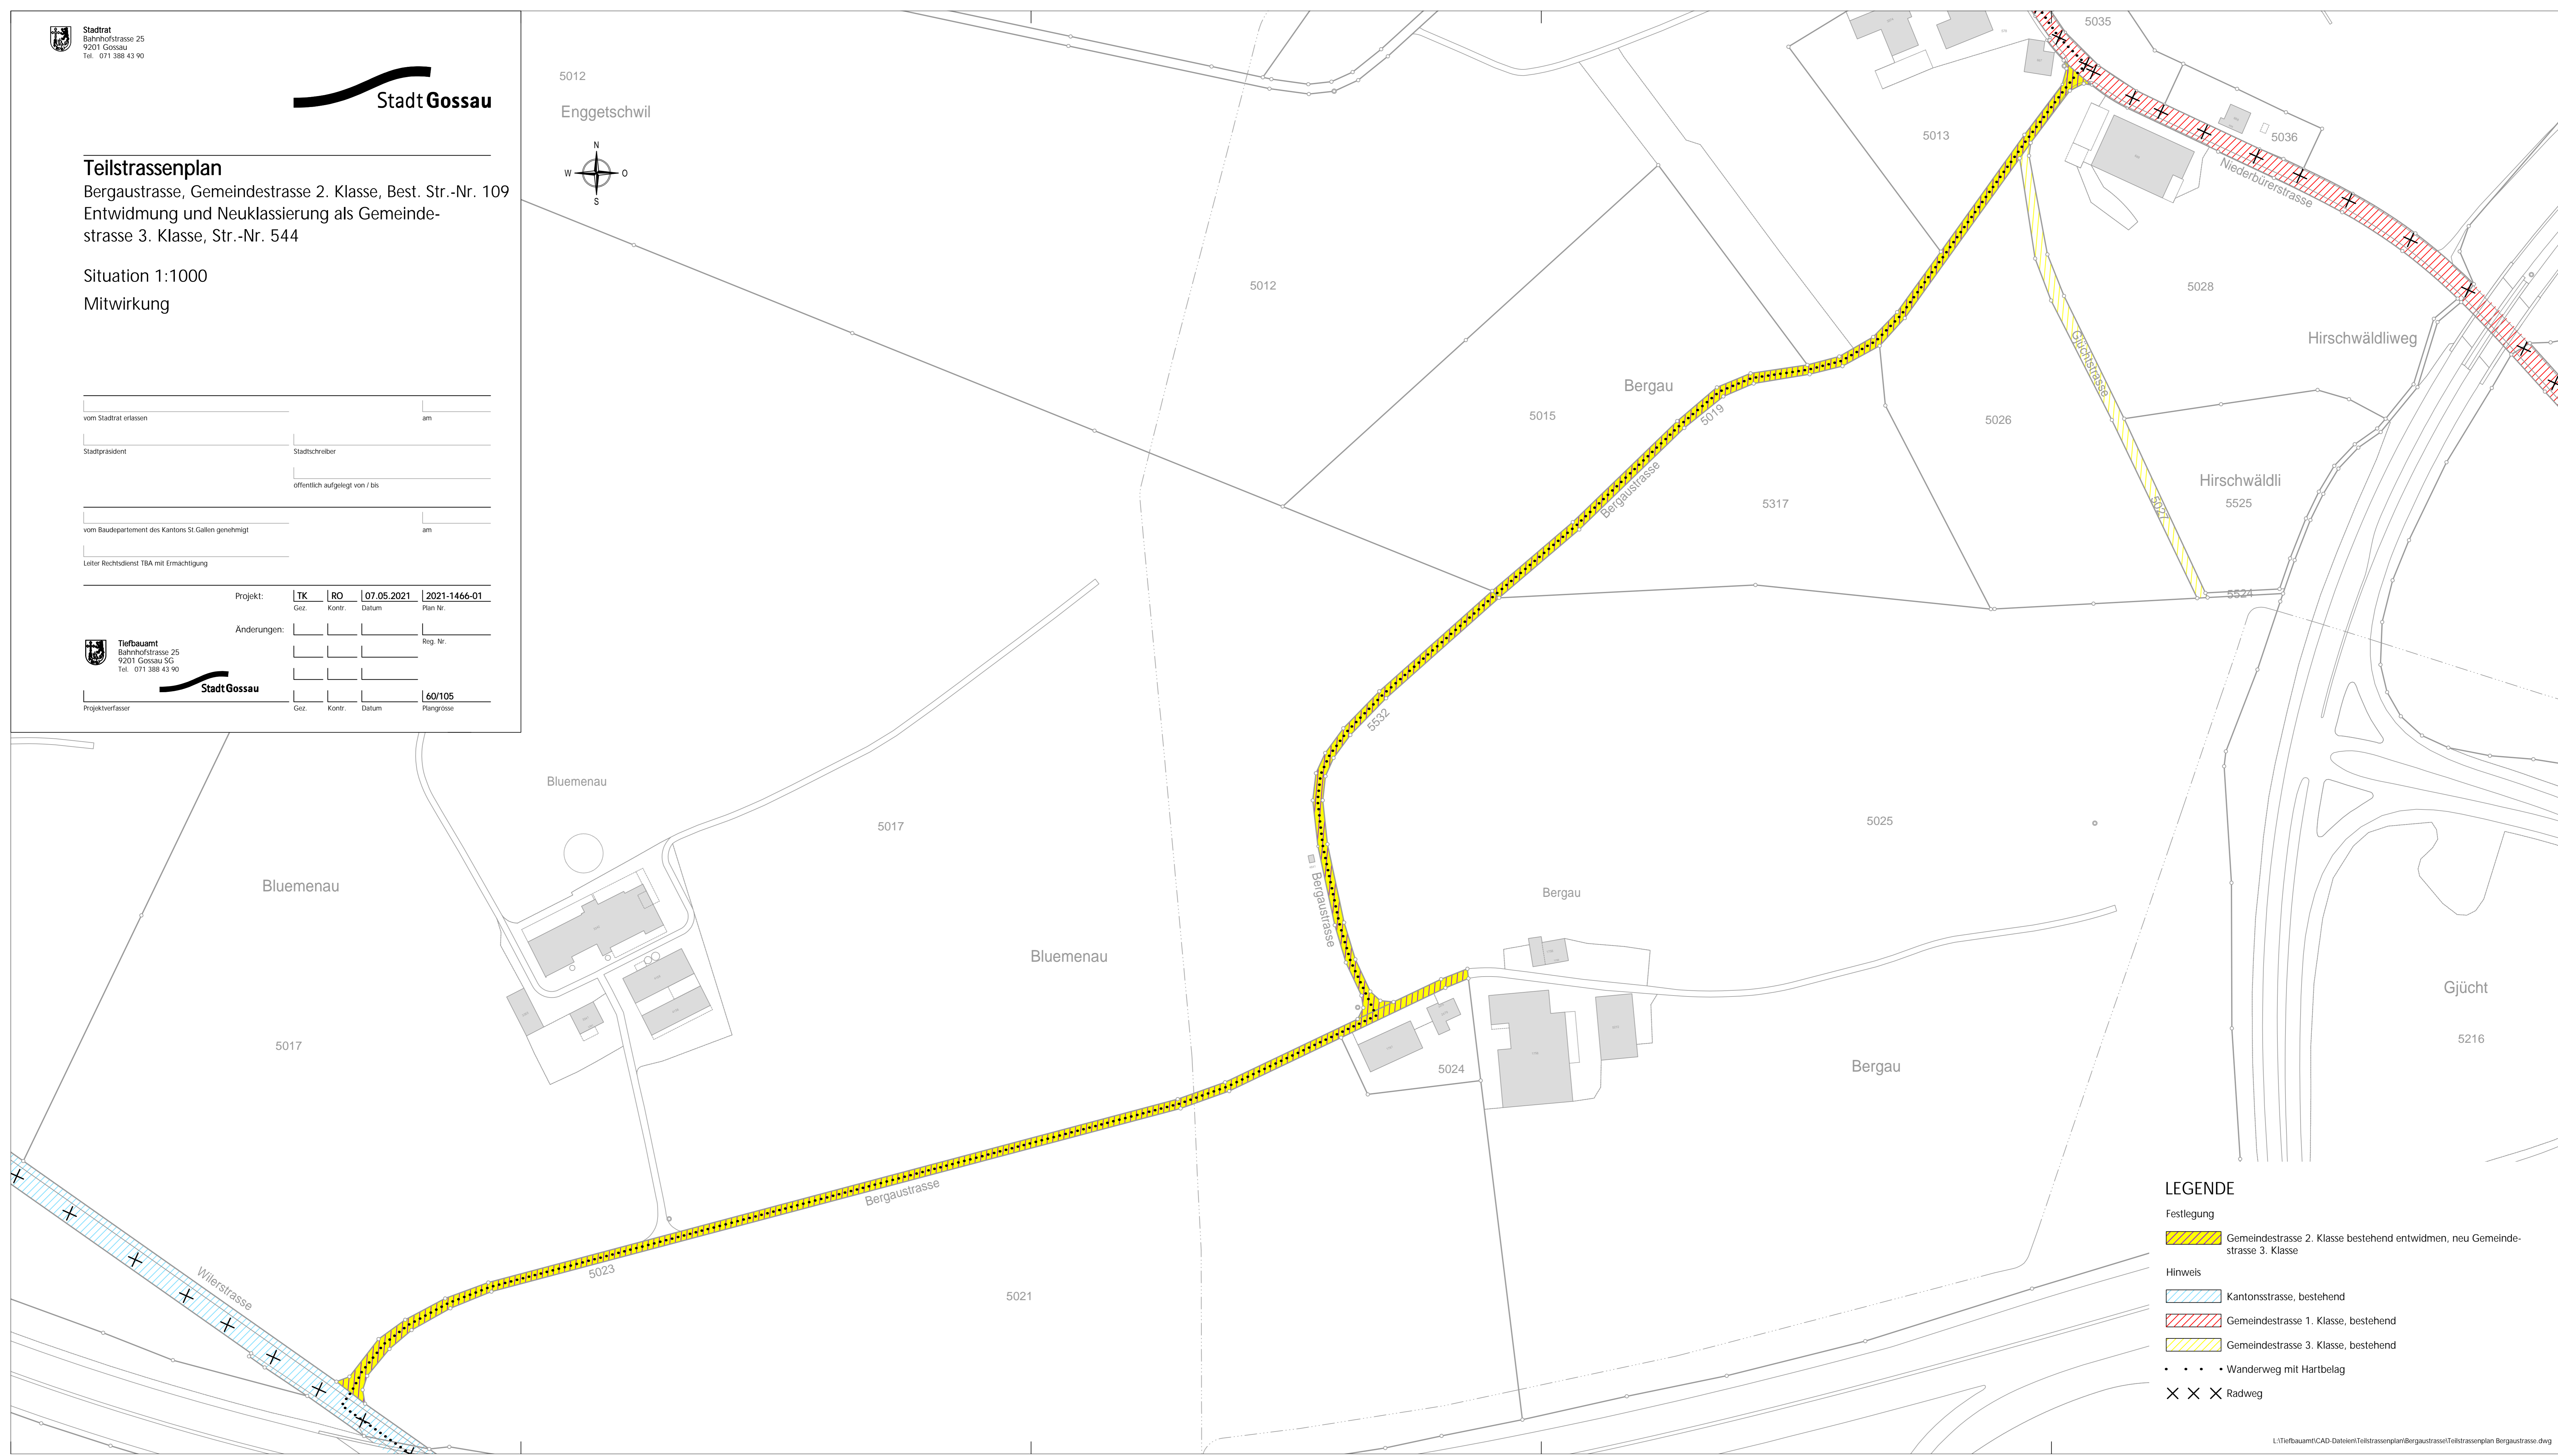 Stadtrat
Bahnhofstrasse 25
9201 Gossau
Tel. 071 388 43 90
Stadt Gossau
Teilstrassenplan
Bergaustrasse, Gemeindestrasse 2. Klasse, Best. Str.-Nr. 109
Entwidmung und Neuklassierung als Gemeinde-
strasse 3. Klasse, Str.-Nr. 544
Situation 1:1000
Mitwirkung
vom Stadtrat erlassen
am
Stadtpräsident
Stadtschreiber
öffentlich aufgelegt von / bis
vom Baudepartement des Kantons St.Gallen genehmigt
am
Leiter Rechtsdienst TBA mit Ermächtigung
Projekt:
TK
RO
07.05.2021
2021-1466-01
Gez.
Kontr.
Datum
Plan Nr.
Änderungen:
Reg. Nr.
Tiefbauamt
Bahnhofstrasse 25
9201 Gossau SG
Tel. 071 388 43 90
Stadt Gossau
60/105
Projektverfasser
Gez.
Kontr.
Datum
Plangrösse
5012
Enggetschwil
N
W
O
S
5035
5013
5036
Niederbürerstrasse
5012
5028
Hirschwäldliweg
Gjüchtstrasse
Bergau
5015
5019
5026
Bergaustrasse
5317
Hirschwäldli
5525
5027
5524
5532
Bluemenau
5017
5025
Bluemenau
Bergaustrasse
Bergau
Bluemenau
Gjücht
5017
5024
Bergau
5216
Bergaustrasse
5023
Wilerstrasse
5021
LEGENDE
Festlegung
Gemeindestrasse 2. Klasse bestehend entwidmen, neu Gemeinde-
strasse 3. Klasse
Hinweis
Kantonsstrasse, bestehend
Gemeindestrasse 1. Klasse, bestehend
Gemeindestrasse 3. Klasse, bestehend
Wanderweg mit Hartbelag
Radweg
L:\Tiefbauamt\CAD-Dateien\Teilstrassenplan\Bergaustrasse\Teilstrassenplan Bergaustrasse.dwg